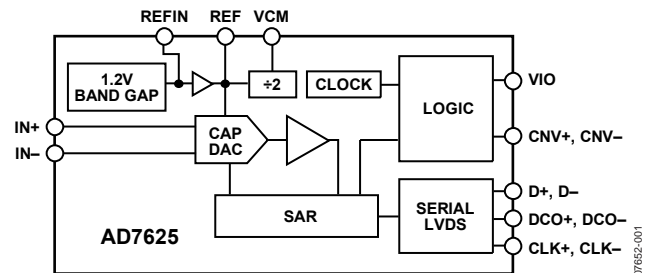 REFIN REF VCM
1.2V
BAND GAP
÷2
CLOCK
LOGIC
VIO
IN+
IN–
CAP
DAC
CNV+, CNV–
SAR
SERIAL
LVDS
D+, D–
DCO+, DCO–
CLK+, CLK–
AD7625
07652-001